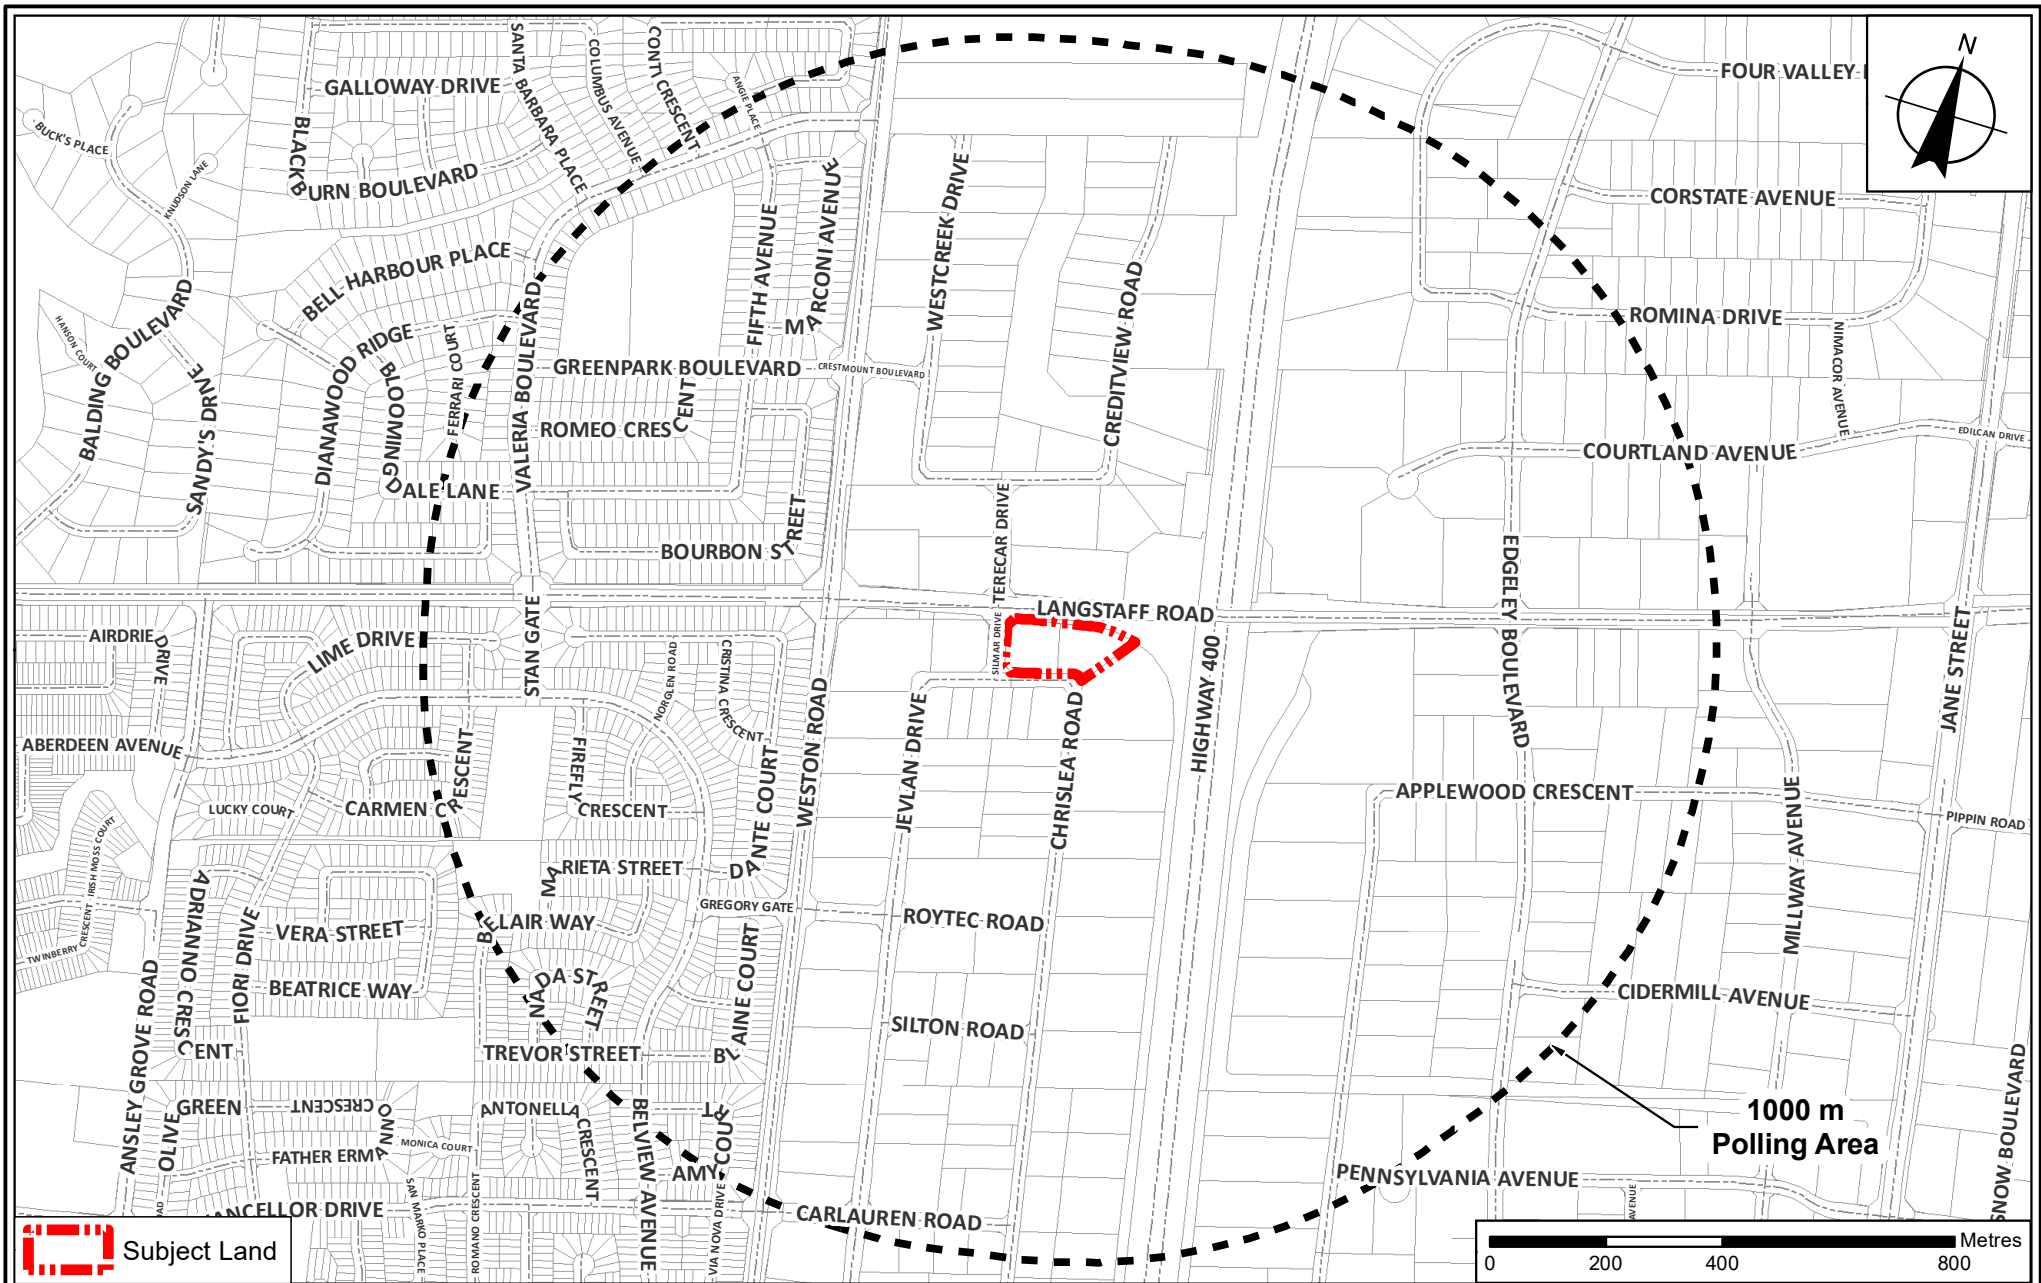 N
FOUR VALLEY
SANTA BARBARA PLACE
COLUMBUS AVENUE
CONTI CRESCENT
ANGIE PLACE
GALLOWAY DRIVE
BUCK'S PLACE
BLACKBURN BOULEVARD
KNUDSON LANE
CORSTATE AVENUE
WESTCREEK DRIVE
MARCONI AVENUE
FIFTH AVENUE
BELL HARBOUR PLACE
CREDITVIEW ROAD
BALDING BOULEVARD
HANSON COURT
SANDY'S DRIVE
DIANAWOOD RIDGE
FERRARI COURT
VALERIA BOULEVARD
ROMINA DRIVE
NIMACOR AVENUE
GREENPARK BOULEVARD
CRESTMOUNT BOULEVARD
BLOOMINGDALE LANE
ROMEO CRESCENT
COURTLAND AVENUE
EDILCAN DRIVE
BOURBON STREET
TERECAR DRIVE
SILMAR DRIVE
LANGSTAFF ROAD
EDGELEY BOULEVARD
AIRDRIE DRIVE
LIME DRIVE
STAN GATE
NORGLEN ROAD
CRISTINA CRESCENT
WESTON ROAD
JEVLAN DRIVE
CHRISLEA ROAD
HIGHWAY 400
JANE STREET
ABERDEEN AVENUE
LUCKY COURT
CARMEN CRESCENT
FIREFLY CRESCENT
DANTE COURT
APPLEWOOD CRESCENT
PIPPIN ROAD
MILLWAY AVENUE
IRISH MOSS COURT
TWINBERRY CRESCENT
MARIETA STREET
ADRIANO CRESCENT
FIORI DRIVE
VERA STREET
BELAIR WAY
GREGORY GATE
ROYTEC ROAD
BEATRICE WAY
NADA STREET
BLAINE COURT
CIDERMILL AVENUE
SILTON ROAD
TREVOR STREET
ANSLEY GROVE ROAD
OLIVE
GREEN
CRESCENT
FATHER ERMANNO
MONICA COURT
ANTONELLA CRESCENT
BELVIEW AVENUE
AMY COURT
VIA NOVA DRIVE
SAN MARKO PLACE
ROMANO CRESCENT
ANCELLOR DRIVE
CARLAUREN ROAD
PENNSYLVANIA AVENUE
AVENUE
SNOW BOULEVARD
1000 m
Polling Area
Subject Land
Metres
0 200 400 800